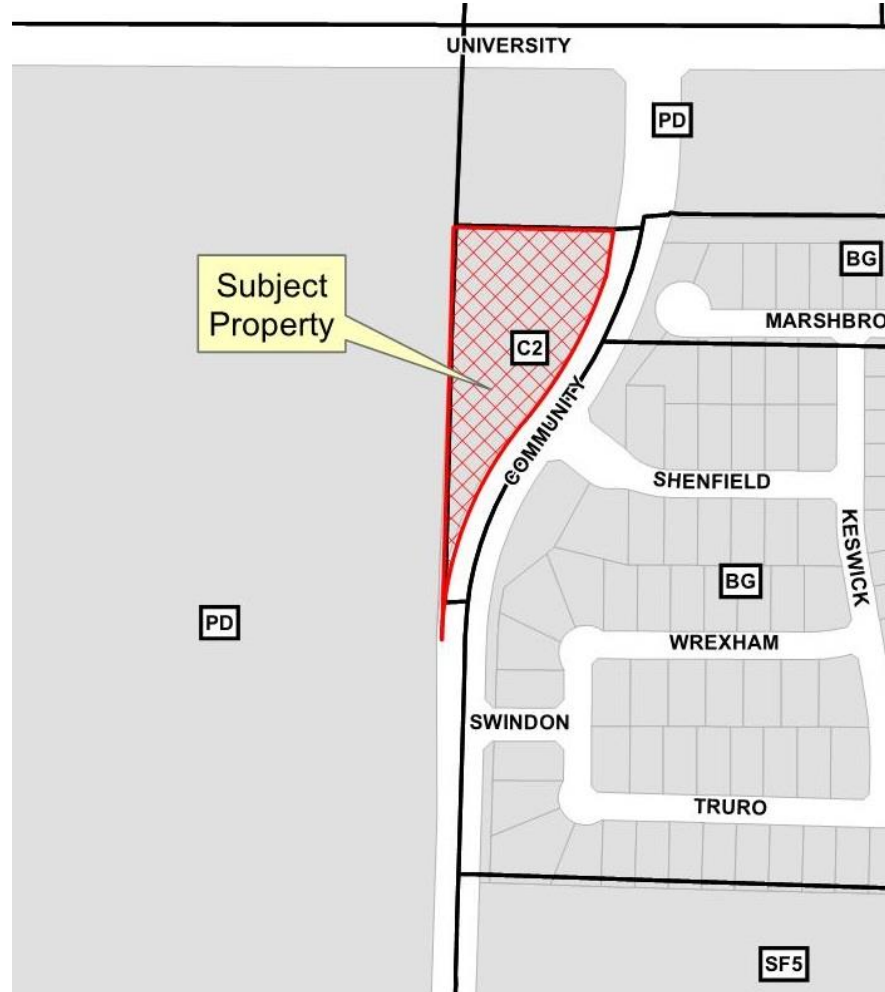 UNIVERSITY
PD
BG
Subject
Property
MARSHBRO
C2
COMMUNITY
SHENFIELD
KESWICK
BG
PD
WREXHAM
SWINDON
TRURO
SF5